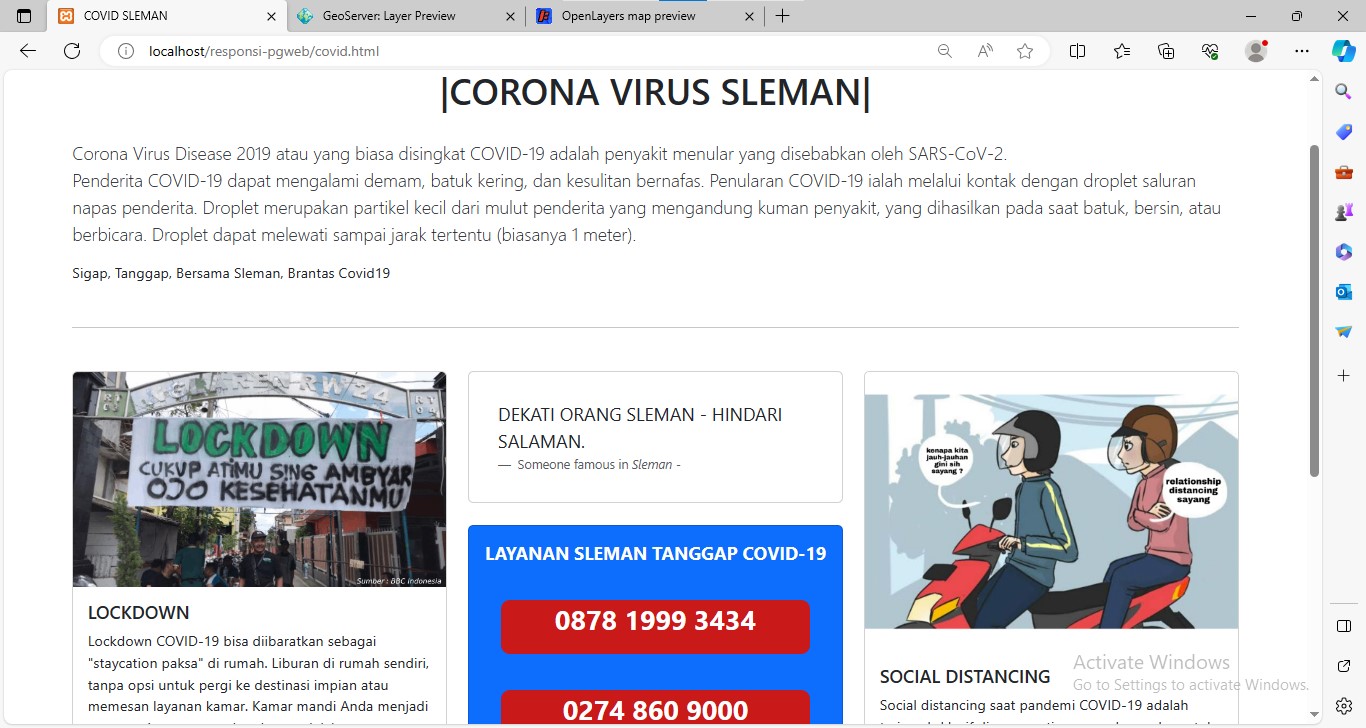 COVID SLEMAN
GeoServer: Layer Preview
OpenLayers map preview
localhost/responsi-pgweb/covid.html
|CORONA VIRUS SLEMAN|
Corona Virus Disease 2019 atau yang biasa disingkat COVID-19 adalah penyakit menular yang disebabkan oleh SARS-CoV-2.
Penderita COVID-19 dapat mengalami demam, batuk kering, dan kesulitan bernafas. Penularan COVID-19 ialah melalui kontak dengan droplet saluran
napas penderita. Droplet merupakan partikel kecil dari mulut penderita yang mengandung kuman penyakit, yang dihasilkan pada saat batuk, bersin, atau
berbicara. Droplet dapat melewati sampai jarak tertentu (biasanya 1 meter).
Sigap, Tanggap, Bersama Sleman, Brantas Covid19
LOCKDOWN
CUKUP ATiMU SiNG AMBYAR
OJO KESEHATANMU
Sumber : BBC Indonesia
LOCKDOWN
Lockdown COVID-19 bisa diibaratkan sebagai
"staycation paksa" di rumah. Liburan di rumah sendiri,
tanpa opsi untuk pergi ke destinasi impian atau
memesan layanan kamar. Kamar mandi Anda menjadi
DEKATI ORANG SLEMAN - HINDARI
SALAMAN.
— Someone famous in Sleman -
LAYANAN SLEMAN TANGGAP COVID-19
0878 1999 3434
0274 860 9000
kenapa kita
jauh-jauhan
gini sih
sayang ?
relationship
distancing
sayang
SOCIAL DISTANCING
Social distancing saat pandemi COVID-19 adalah
Activate Windows
Go to Settings to activate Windows.